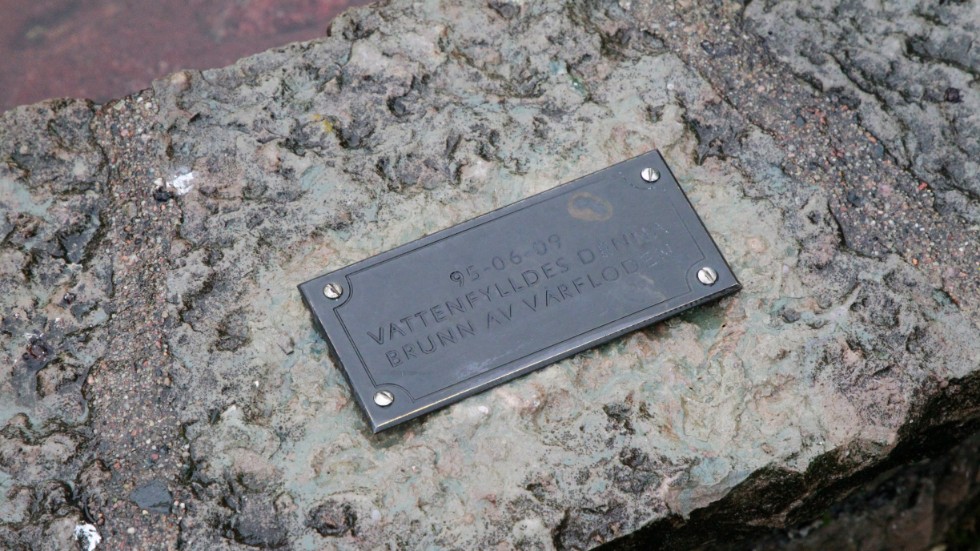 95-06-09
VATTENFYLLDES DENNA
BRUNN AV VÅRFLODEN